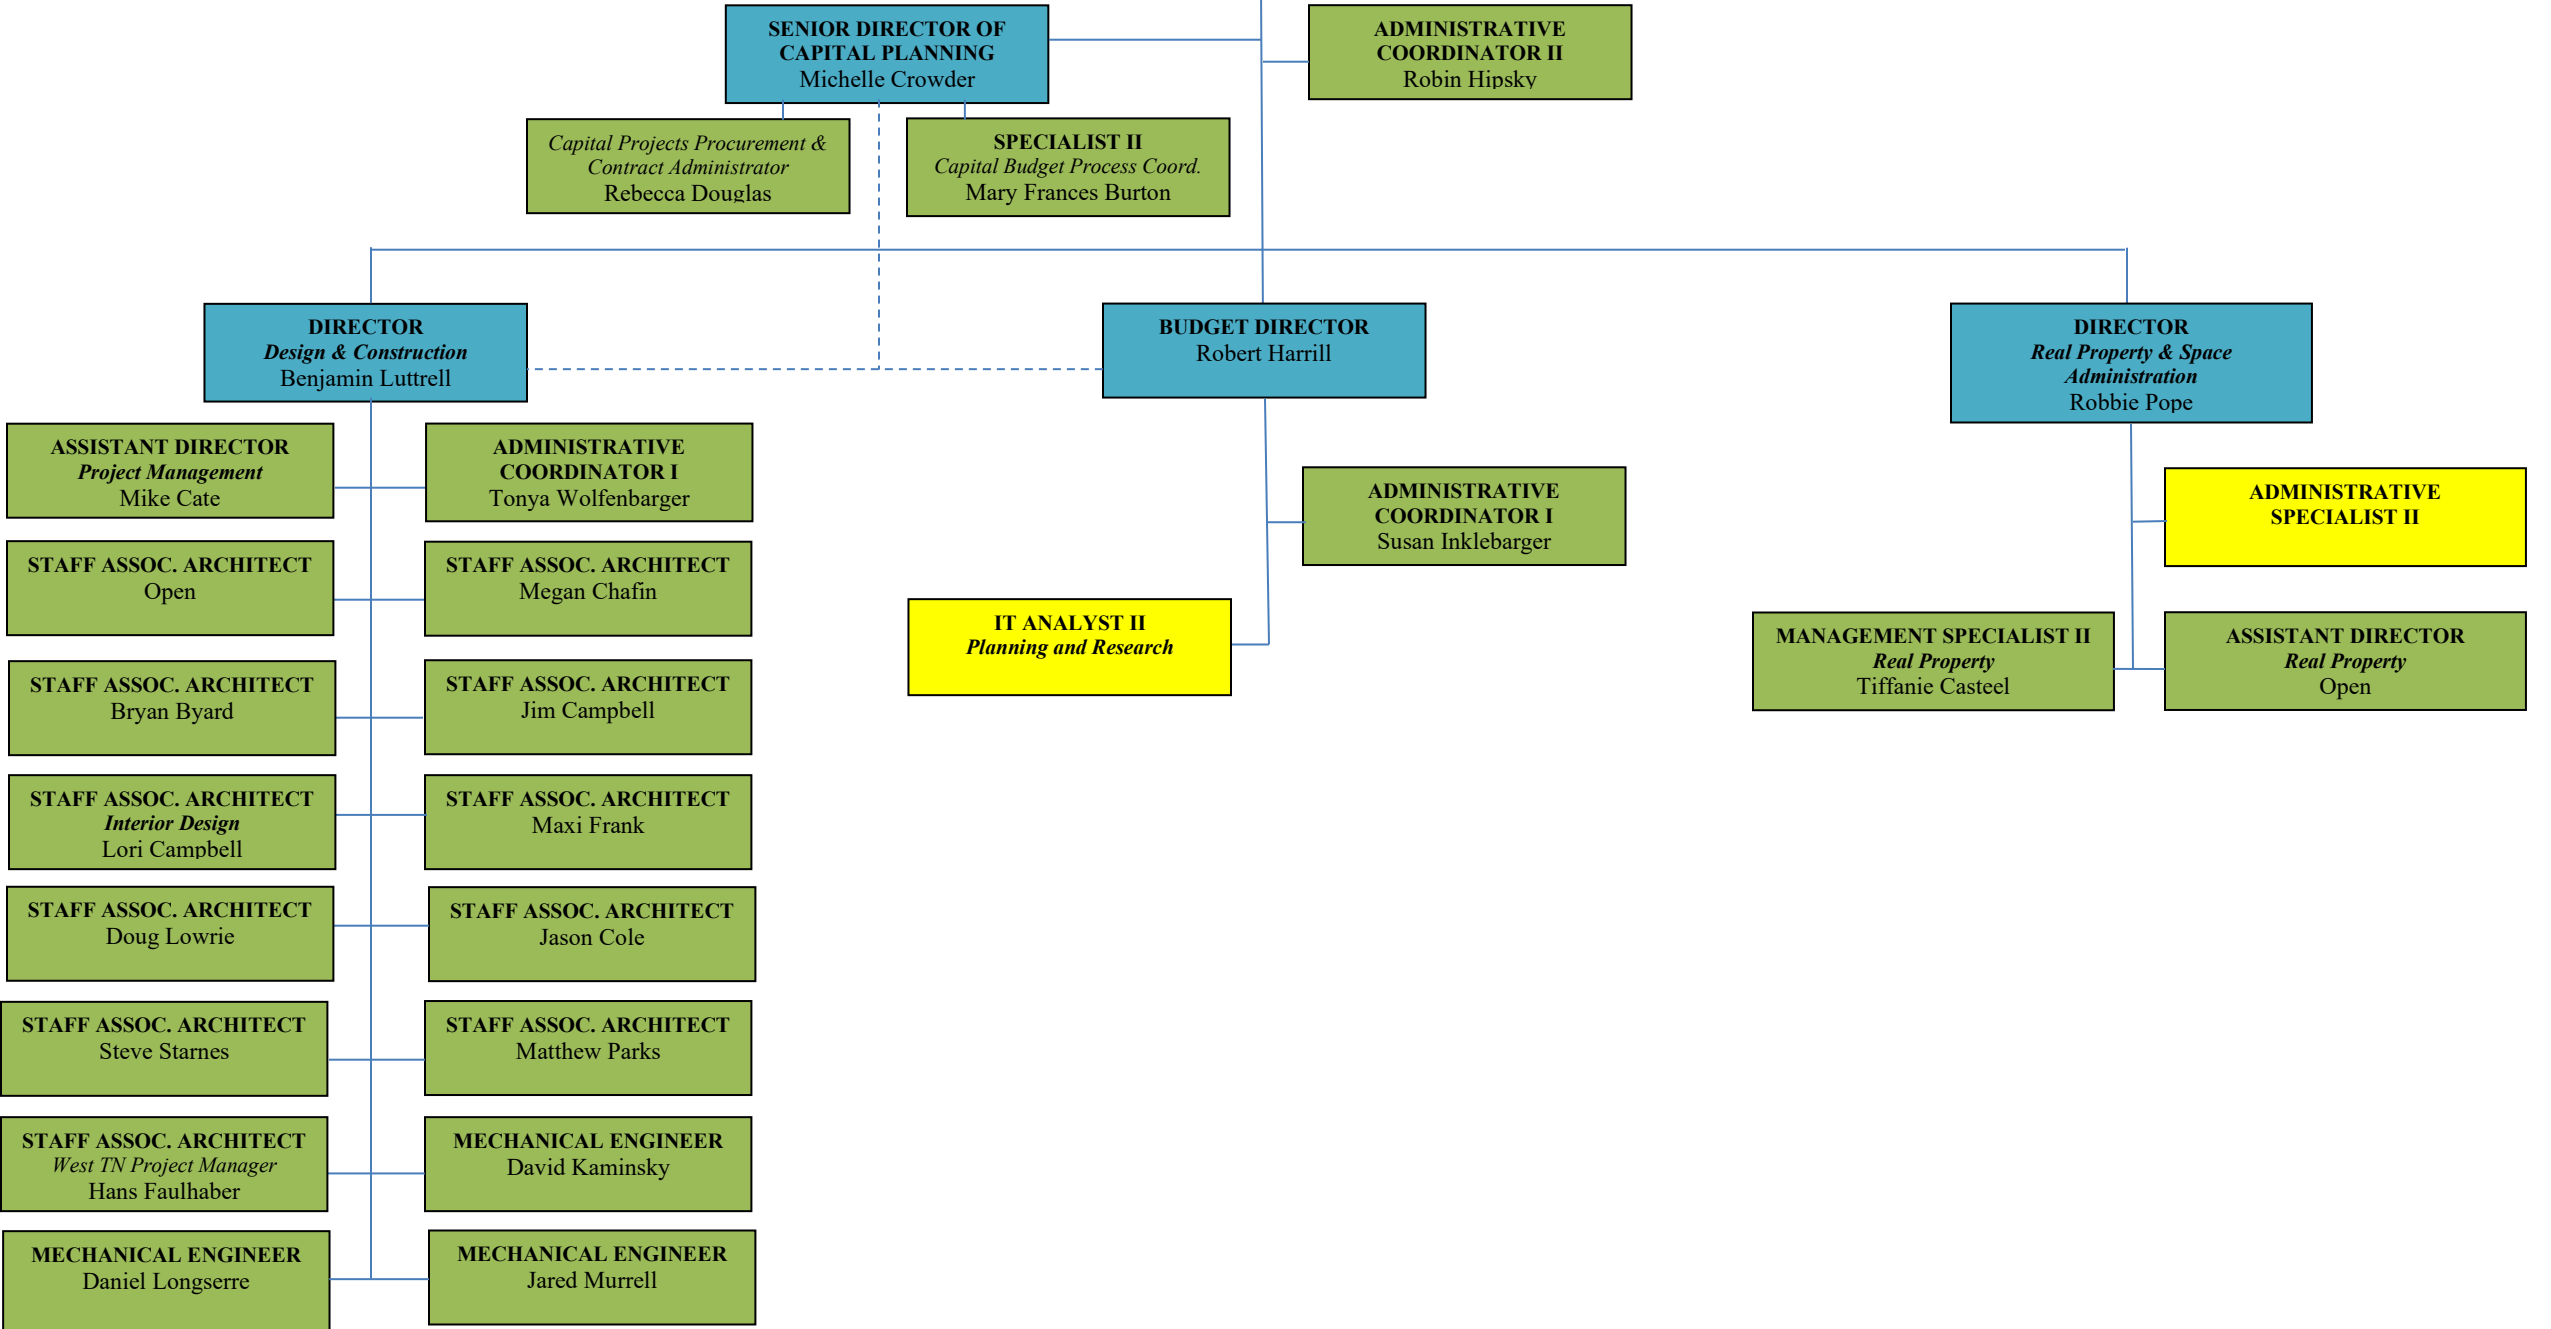 SENIOR DIRECTOR OF
CAPITAL PLANNING
Michelle Crowder
ADMINISTRATIVE
COORDINATOR II
Robin Hipsky
Capital Projects Procurement &
Contract Administrator
Rebecca Douglas
SPECIALIST II
Capital Budget Process Coord.
Mary Frances Burton
DIRECTOR
Design & Construction
Benjamin Luttrell
BUDGET DIRECTOR
Robert Harrill
DIRECTOR
Real Property & Space
Administration
Robbie Pope
ASSISTANT DIRECTOR
Project Management
Mike Cate
ADMINISTRATIVE
COORDINATOR I
Tonya Wolfenbarger
STAFF ASSOC. ARCHITECT
Open
STAFF ASSOC. ARCHITECT
Megan Chafin
STAFF ASSOC. ARCHITECT
Bryan Byard
STAFF ASSOC. ARCHITECT
Jim Campbell
STAFF ASSOC. ARCHITECT
Interior Design
Lori Campbell
STAFF ASSOC. ARCHITECT
Maxi Frank
STAFF ASSOC. ARCHITECT
Doug Lowrie
STAFF ASSOC. ARCHITECT
Jason Cole
STAFF ASSOC. ARCHITECT
Steve Starnes
STAFF ASSOC. ARCHITECT
Matthew Parks
STAFF ASSOC. ARCHITECT
West TN Project Manager
Hans Faulhaber
MECHANICAL ENGINEER
David Kaminsky
MECHANICAL ENGINEER
Daniel Longserre
MECHANICAL ENGINEER
Jared Murrell
ADMINISTRATIVE
COORDINATOR I
Susan Inklebarger
IT ANALYST II
Planning and Research
ADMINISTRATIVE
SPECIALIST II
MANAGEMENT SPECIALIST II
Real Property
Tiffanie Casteel
ASSISTANT DIRECTOR
Real Property
Open